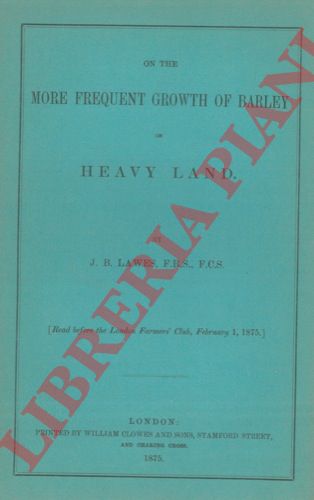 ON THE
MORE FREQUENT GROWTH OF BARLEY
ON
HEAVY LAND.
BY
J. B. LAWES, F.R.S., F.C.S.
[Read before the London Farmers' Club, February 1, 1875.]
LONDON:
PRINTED BY WILLIAM CLOWES AND SONS, STAMFORD STREET,
AND CHARING CROSS.
1875.
LIBRERIA PIANI